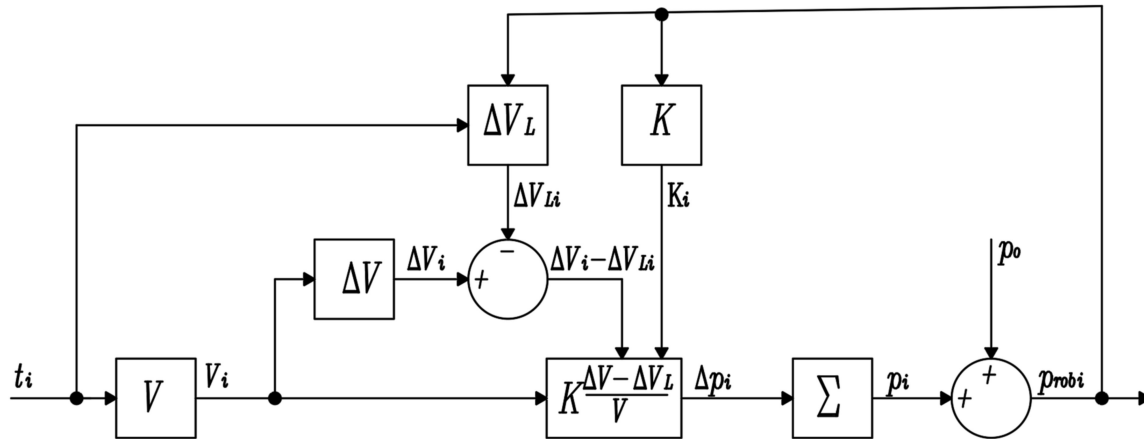 ΔV_L
K
ΔV_Li
K_i
ΔV
ΔV_i
+
−
ΔV_i−ΔV_Li
p_o
t_i
V
V_i
K (ΔV−ΔV_L)/V
Δp_i
Σ
p_i
+
+
p_robi